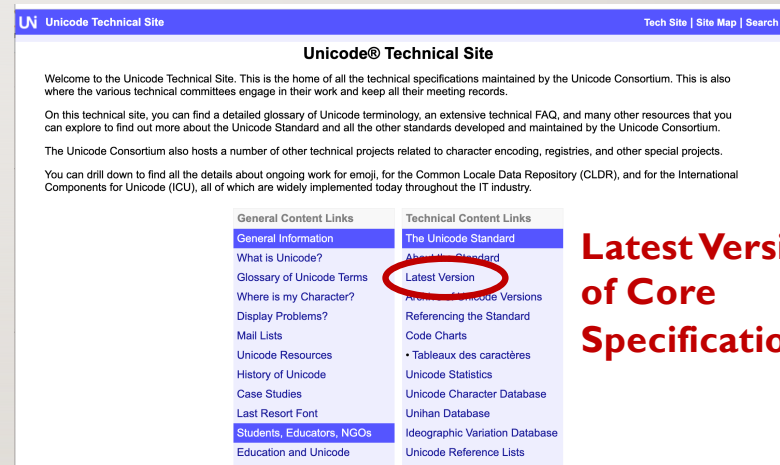 Unicode Technical Site
Tech Site | Site Map | Search
Unicode® Technical Site
Welcome to the Unicode Technical Site. This is the home of all the technical specifications maintained by the Unicode Consortium. This is also
where the various technical committees engage in their work and keep all their meeting records.
On this technical site, you can find a detailed glossary of Unicode terminology, an extensive technical FAQ, and many other resources that you
can explore to find out more about the Unicode Standard and all the other standards developed and maintained by the Unicode Consortium.
The Unicode Consortium also hosts a number of other technical projects related to character encoding, registries, and other special projects.
You can drill down to find all the details about ongoing work for emoji, for the Common Locale Data Repository (CLDR), and for the International
Components for Unicode (ICU), all of which are widely implemented today throughout the IT industry.
General Content Links
General Information
What is Unicode?
Glossary of Unicode Terms
Where is my Character?
Display Problems?
Mail Lists
Unicode Resources
History of Unicode
Case Studies
Last Resort Font
Students, Educators, NGOs
Education and Unicode
Technical Content Links
The Unicode Standard
About the Standard
Latest Version
Archive of Unicode Versions
Referencing the Standard
Code Charts
• Tableaux des caractères
Unicode Statistics
Unicode Character Database
Unihan Database
Ideographic Variation Database
Unicode Reference Lists
Latest Versi
of Core
Specificatio